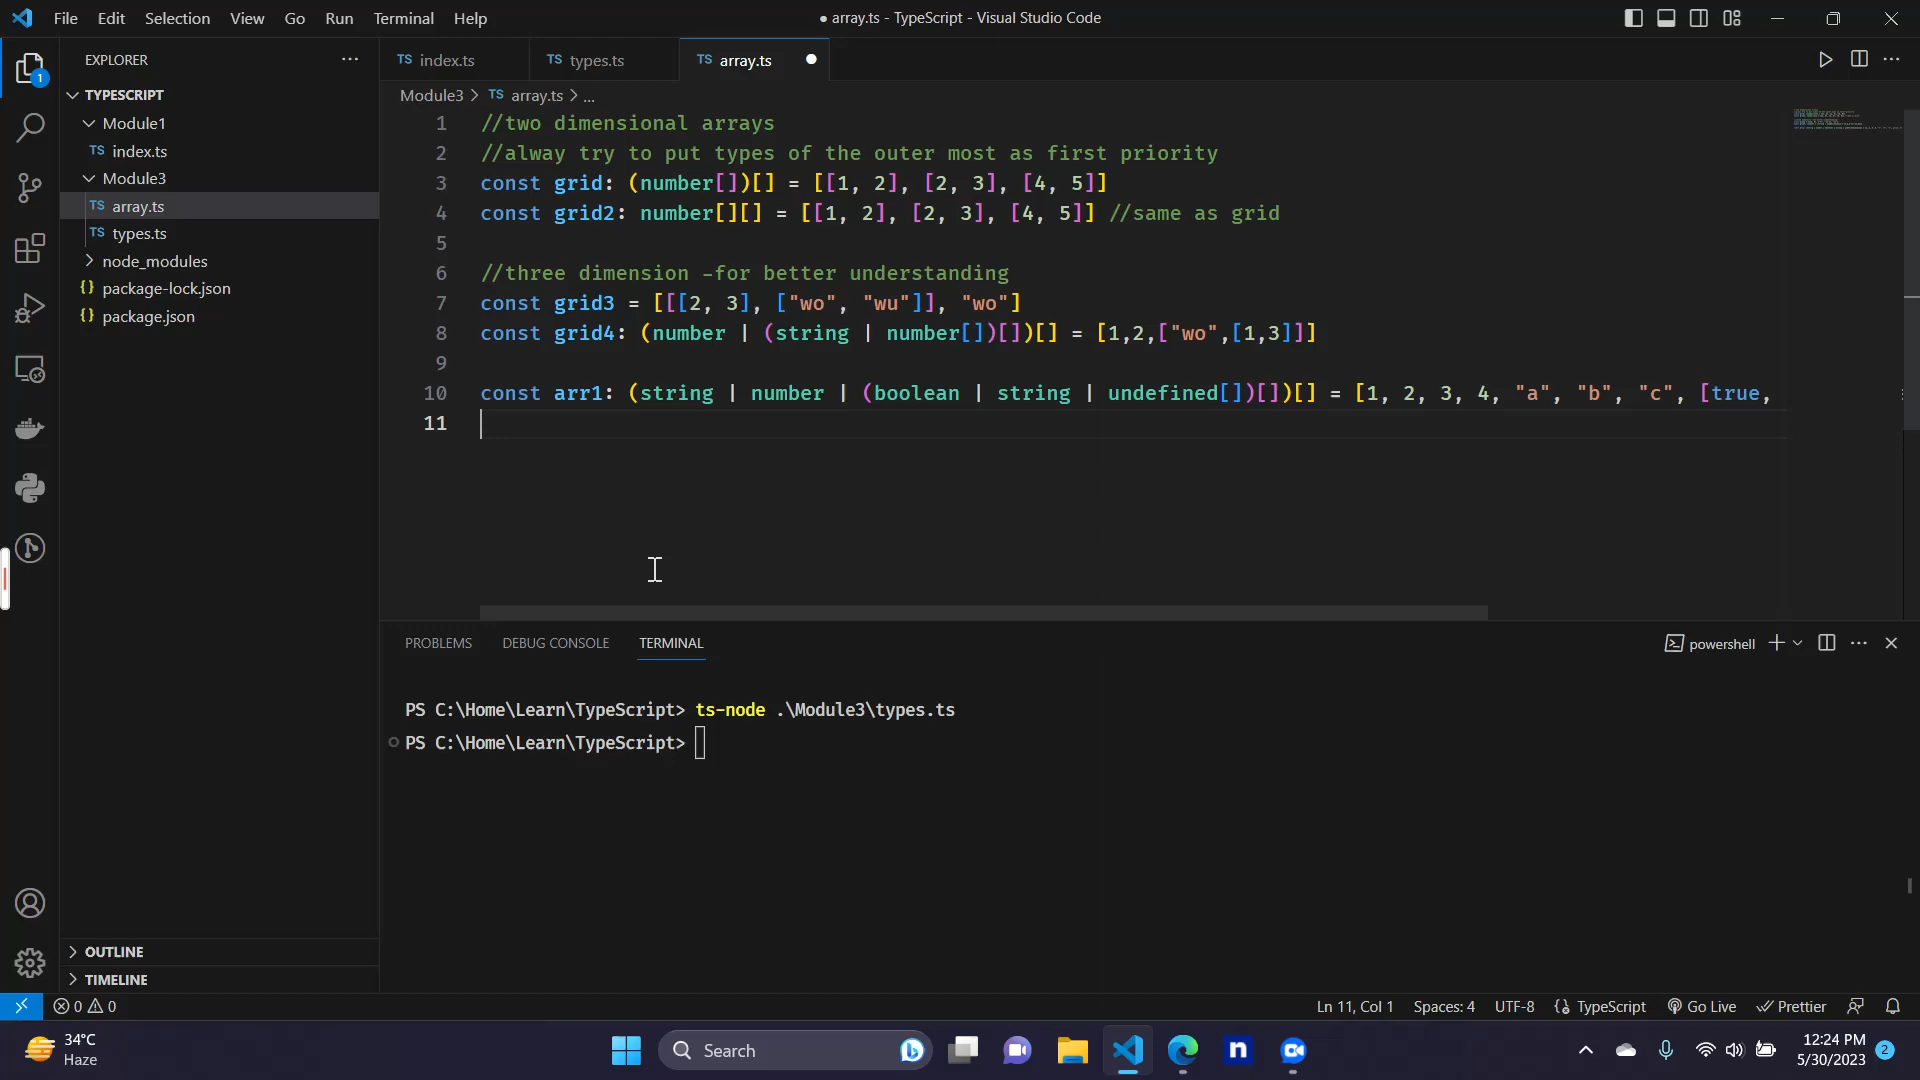 File Edit Selection View Go Run Terminal Help
● array.ts - TypeScript - Visual Studio Code
EXPLORER
1
TYPESCRIPT
Module1
TS index.ts
Module3
TS array.ts
TS types.ts
node_modules
{} package-lock.json
{} package.json
OUTLINE
TIMELINE
TS index.ts
TS types.ts
TS array.ts
Module3 > TS array.ts > ...
1 //two dimensional arrays
2 //alway try to put types of the outer most as first priority
3 const grid: (number[])[] = [[1, 2], [2, 3], [4, 5]]
4 const grid2: number[][] = [[1, 2], [2, 3], [4, 5]] //same as grid
5
6 //three dimension -for better understanding
7 const grid3 = [[[2, 3], ["wo", "wu"]], "wo"]
8 const grid4: (number | (string | number[])[])[] = [1,2,["wo",[1,3]]]
9
10 const arr1: (string | number | (boolean | string | undefined[])[])[] = [1, 2, 3, 4, "a", "b", "c", [true,
11
PROBLEMS DEBUG CONSOLE TERMINAL
powershell
PS C:\Home\Learn\TypeScript> ts-node .\Module3\types.ts
PS C:\Home\Learn\TypeScript>
0 0
Ln 11, Col 1 Spaces: 4 UTF-8 {} TypeScript Go Live Prettier
34°C
Haze
Search
n
12:24 PM
5/30/2023
2